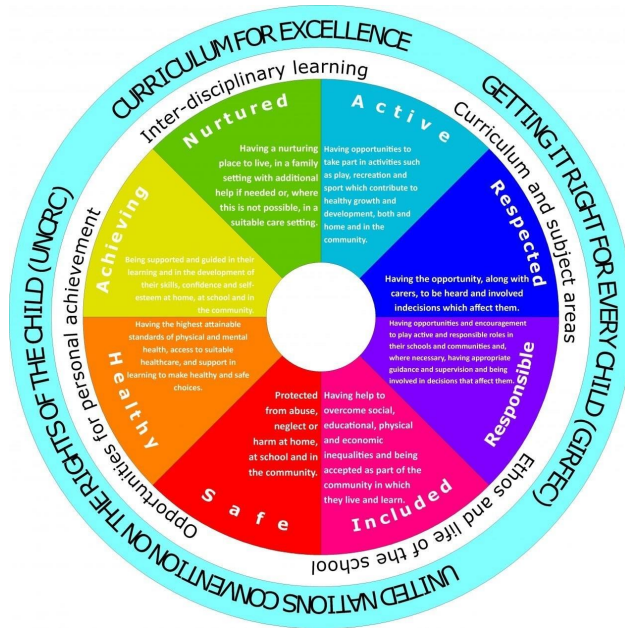 CURRICULUM FOR EXCELLENCE
GETTING IT RIGHT FOR EVERY CHILD (GIRFEC)
UNITED NATIONS CONVENTION ON THE RIGHTS OF THE CHILD (UNCRC)
Inter-disciplinary learning
Curriculum and subject areas
Ethos and life of the school
Opportunities for personal achievement
Nurtured
Having a nurturing
place to live, in a family
setting with additional
help if needed or, where
this is not possible, in a
suitable care setting.
Active
Having opportunities to
take part in activities such
as play, recreation and
sport which contribute to
healthy growth and
development, both and
home and in the
community.
Respected
Having the opportunity, along with
carers, to be heard and involved
indecisions which affect them.
Responsible
Having opportunities and encouragement
to play active and responsible roles in
their schools and communities and,
where necessary, having appropriate
guidance and supervision and being
involved in decisions that affect them.
Included
Having help to
overcome social,
educational, physical
and economic
inequalities and being
accepted as part of the
community in which
they live and learn.
Safe
Protected
from abuse,
neglect or
harm at home,
at school and in
the community.
Healthy
Having the highest attainable
standards of physical and mental
health, access to suitable
healthcare, and support in
learning to make healthy and safe
choices.
Achieving
Being supported and guided in their
learning and in the development of
their skills, confidence and self-
esteem at home, at school and in
the community.